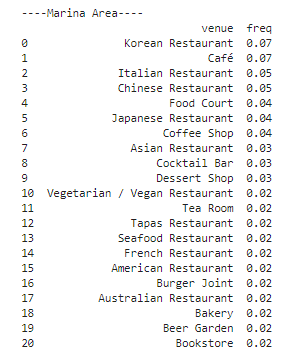 ----Marina Area----
venue freq
0 Korean Restaurant 0.07
1 Café 0.07
2 Italian Restaurant 0.05
3 Chinese Restaurant 0.05
4 Food Court 0.04
5 Japanese Restaurant 0.04
6 Coffee Shop 0.04
7 Asian Restaurant 0.03
8 Cocktail Bar 0.03
9 Dessert Shop 0.03
10 Vegetarian / Vegan Restaurant 0.02
11 Tea Room 0.02
12 Tapas Restaurant 0.02
13 Seafood Restaurant 0.02
14 French Restaurant 0.02
15 American Restaurant 0.02
16 Burger Joint 0.02
17 Australian Restaurant 0.02
18 Bakery 0.02
19 Beer Garden 0.02
20 Bookstore 0.02